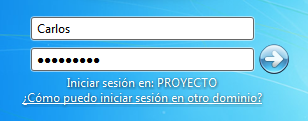 Carlos
●●●●●●●●●
Iniciar sesión en: PROYECTO
¿Cómo puedo iniciar sesión en otro dominio?